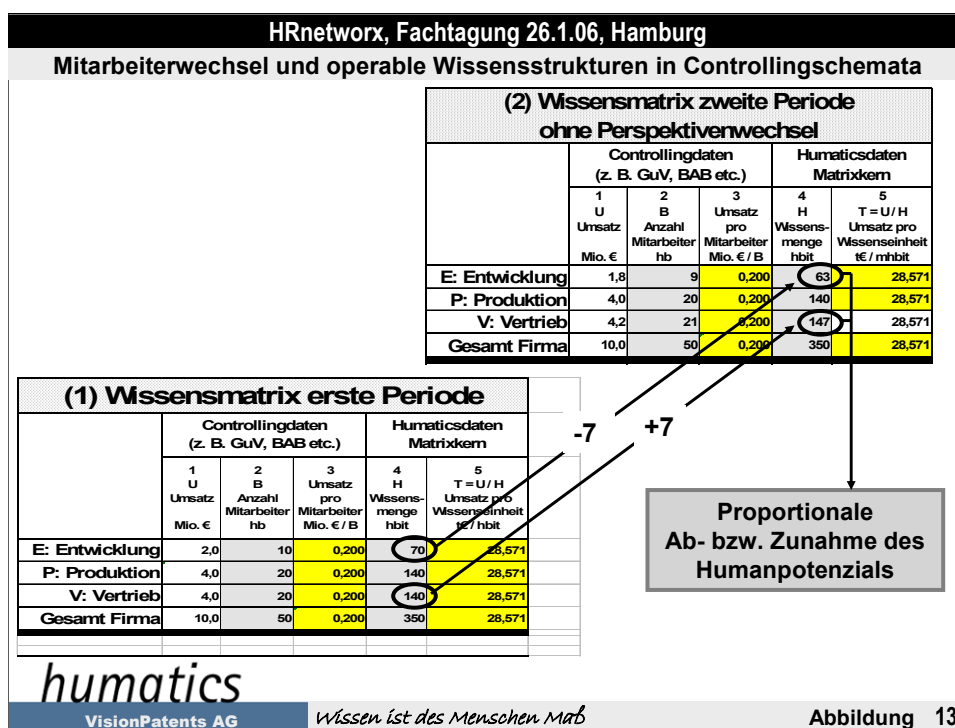 HRnetworx, Fachtagung 26.1.06, Hamburg
Mitarbeiterwechsel und operable Wissensstrukturen in Controllingschemata
(2) Wissensmatrix zweite Periode
ohne Perspektivenwechsel
Controllingdaten Humaticsdaten
(z. B. GuV, BAB etc.) Matrixkern
1 2 3 4 5
U B Umsatz H T = U / H
Umsatz Anzahl pro Wissens- Umsatz pro
Mitarbeiter Mitarbeiter menge Wissenseinheit
Mio. € hb Mio. € / B hbit t€ / mhbit
E: Entwicklung 1,8 9 0,200 63 28,571
P: Produktion 4,0 20 0,200 140 28,571
V: Vertrieb 4,2 21 0,200 147 28,571
Gesamt Firma 10,0 50 0,200 350 28,571
(1) Wissensmatrix erste Periode
Controllingdaten Humaticsdaten
(z. B. GuV, BAB etc.) Matrixkern
1 2 3 4 5
U B Umsatz H T = U / H
Umsatz Anzahl pro Wissens- Umsatz pro
Mitarbeiter Mitarbeiter menge Wissenseinheit
Mio. € hb Mio. € / B hbit t€ / hbit
E: Entwicklung 2,0 10 0,200 70 28,571
P: Produktion 4,0 20 0,200 140 28,571
V: Vertrieb 4,0 20 0,200 140 28,571
Gesamt Firma 10,0 50 0,200 350 28,571
-7 +7
Proportionale
Ab- bzw. Zunahme des
Humanpotenzials
humatics
VisionPatents AG
Wissen ist des Menschen Maß
Abbildung 13